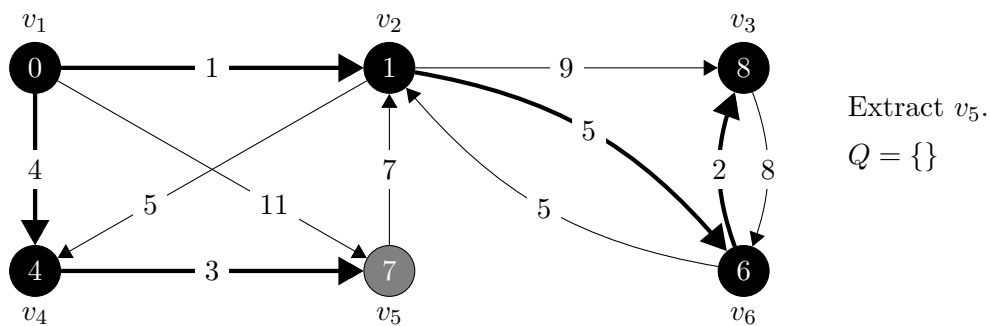 v₁
v₂
v₃
0 1 1 9 8
Extract v₅.
Q = {}
5
4 7 2 8
5 11 5
4 3 7 6
v₄
v₅
v₆